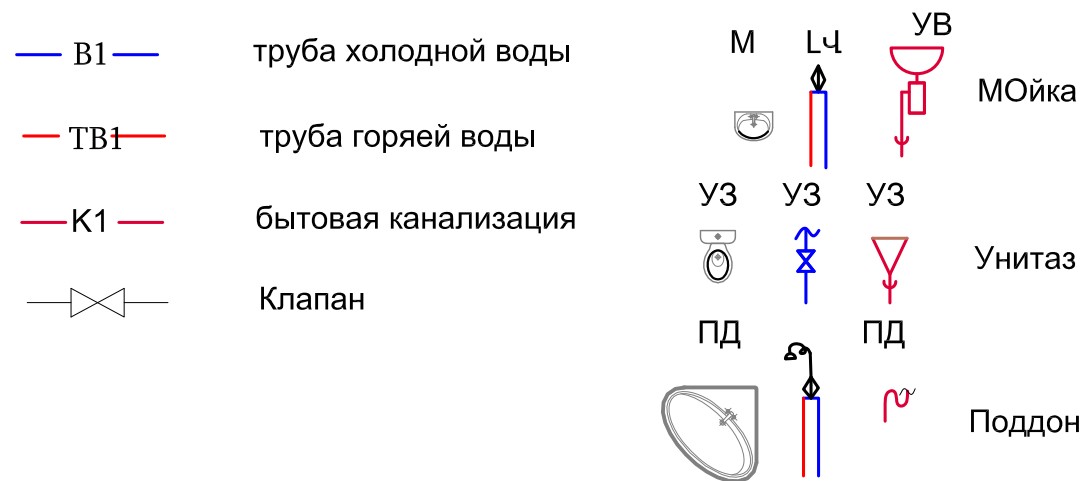 В1 труба холодной воды
ТВ1 труба горяей воды
К1 бытовая канализация
Клапан
М LЧ УВ
МОйка
УЗ УЗ УЗ
Унитаз
ПД ПД
Поддон